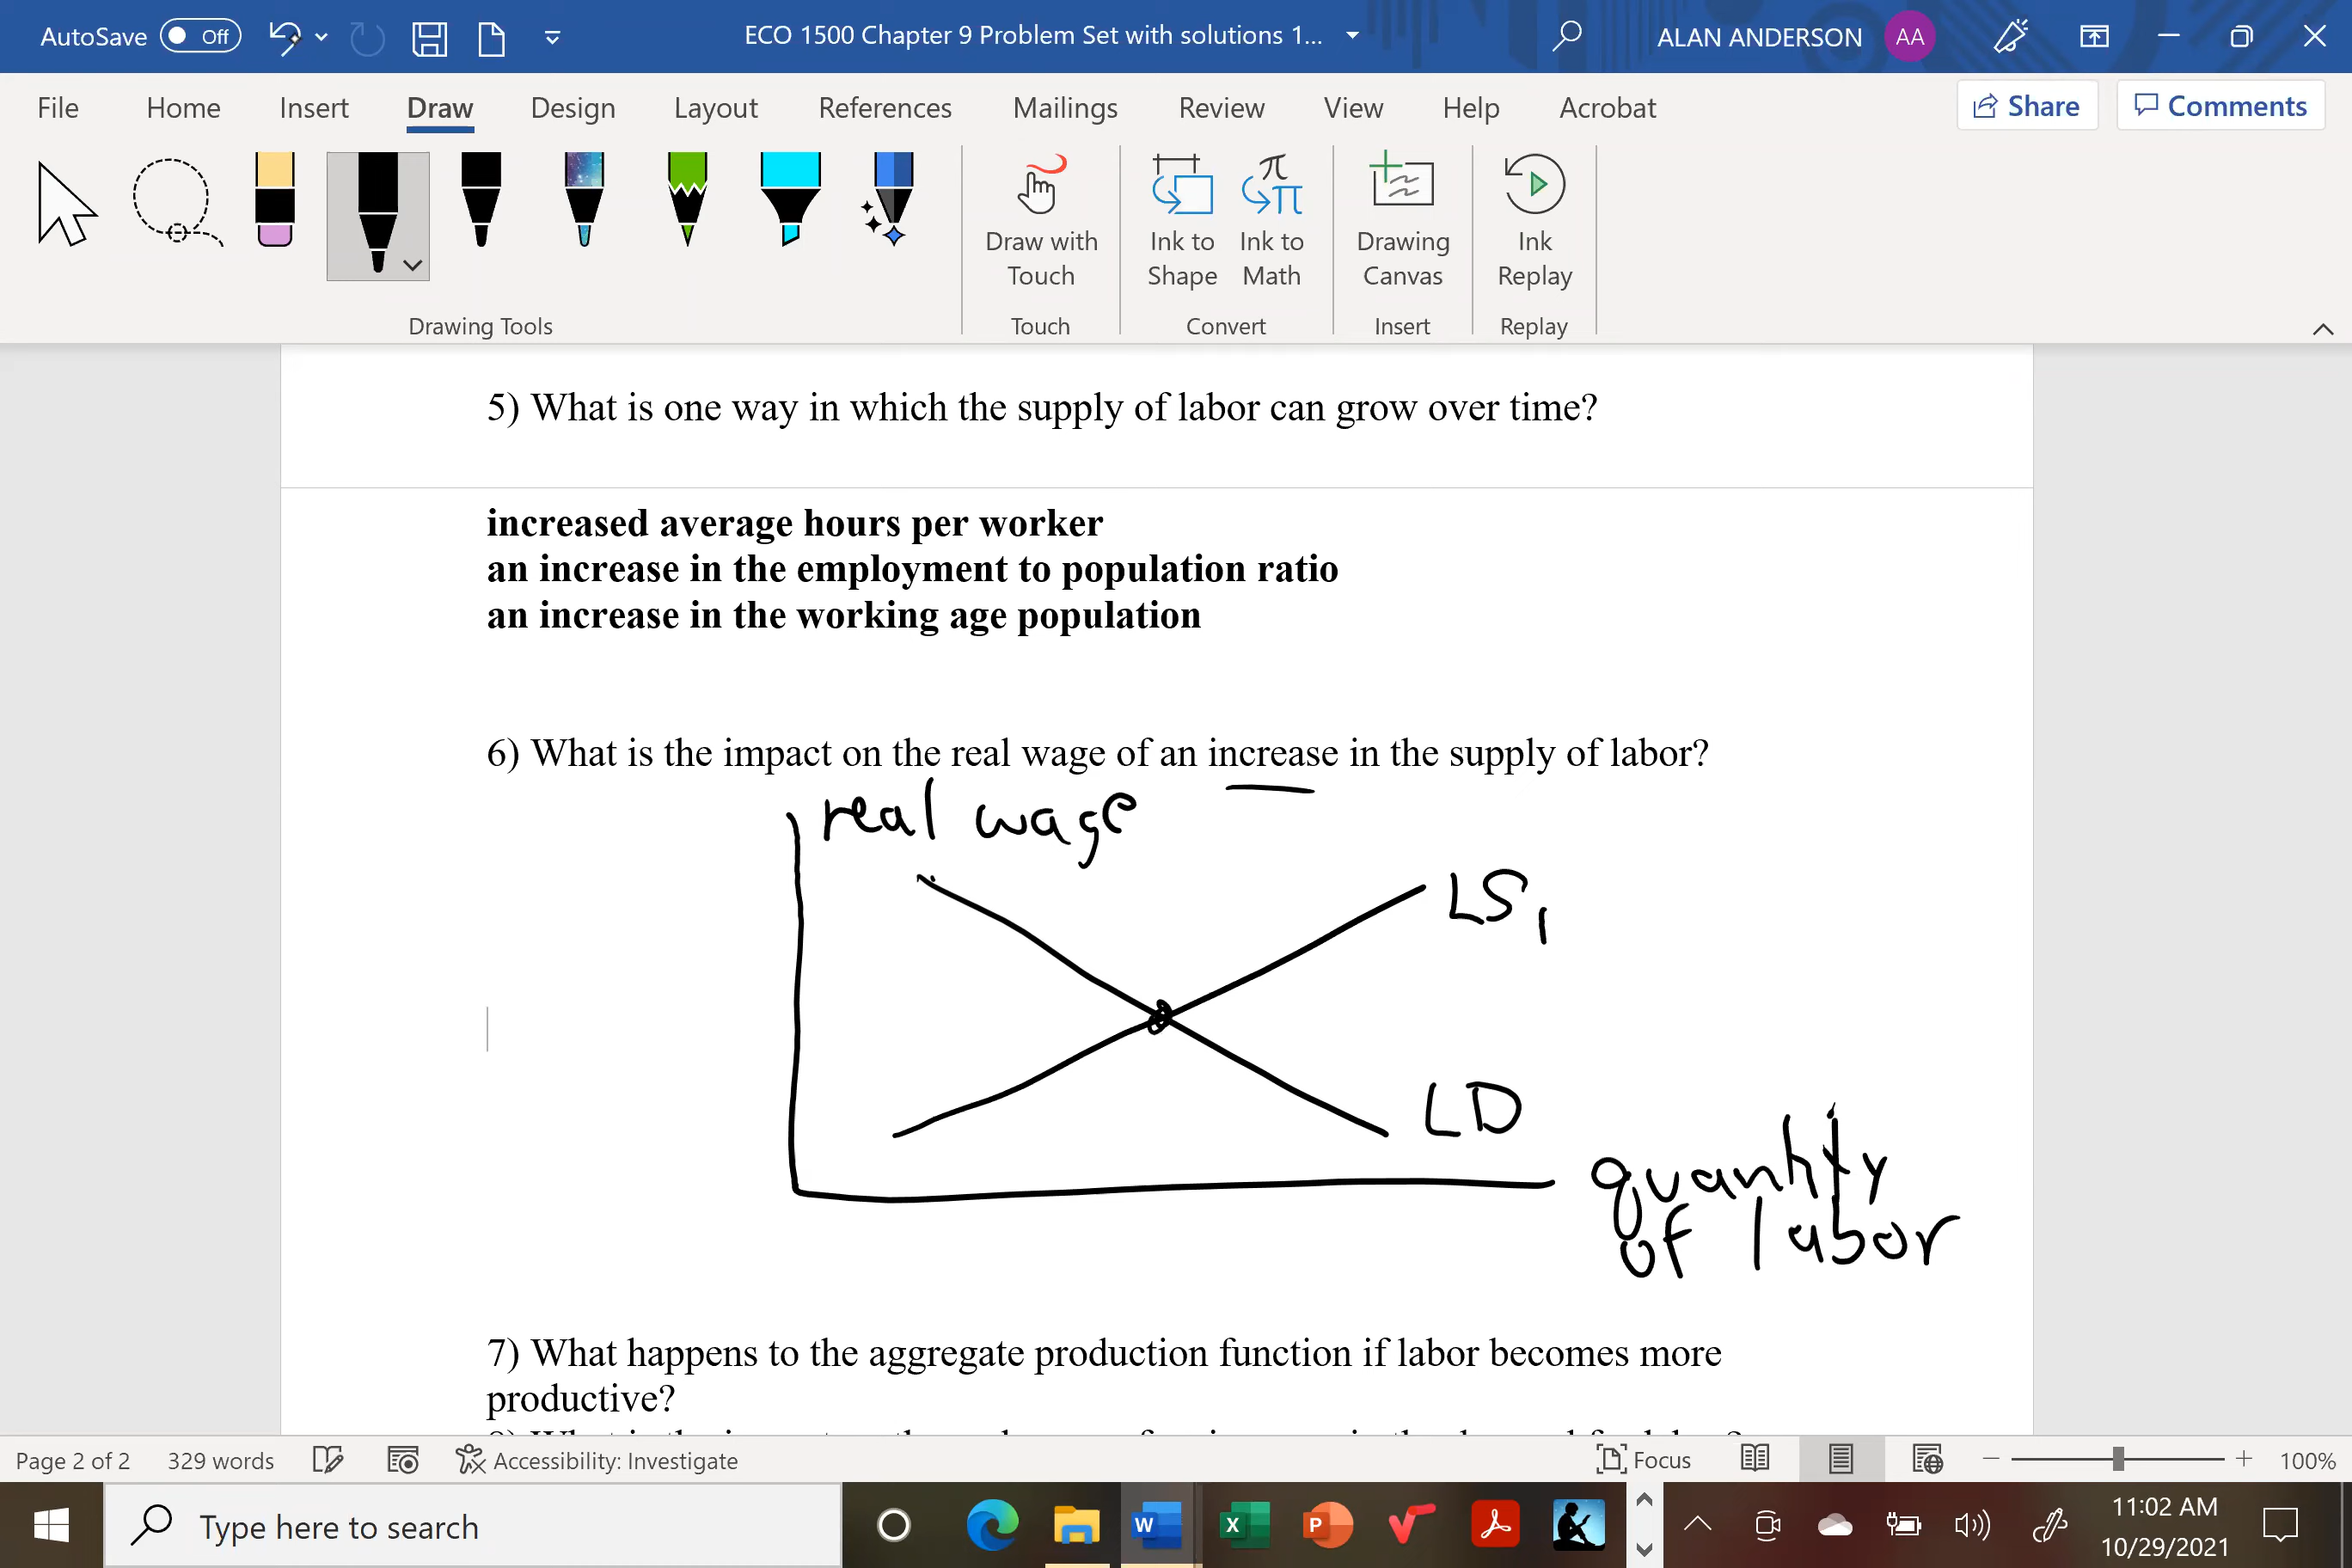 AutoSave Off ECO 1500 Chapter 9 Problem Set with solutions 1... ALAN ANDERSON AA
File Home Insert Draw Design Layout References Mailings Review View Help Acrobat Share Comments
Draw with Touch
Ink to Shape
Ink to Math
Drawing Canvas
Ink Replay
Drawing Tools Touch Convert Insert Replay
5) What is one way in which the supply of labor can grow over time?
increased average hours per worker
an increase in the employment to population ratio
an increase in the working age population
6) What is the impact on the real wage of an increase in the supply of labor?
real wage
LS1
LD
quantity
of labor
7) What happens to the aggregate production function if labor becomes more
productive?
Page 2 of 2 329 words Accessibility: Investigate Focus 100%
Type here to search
11:02 AM
10/29/2021